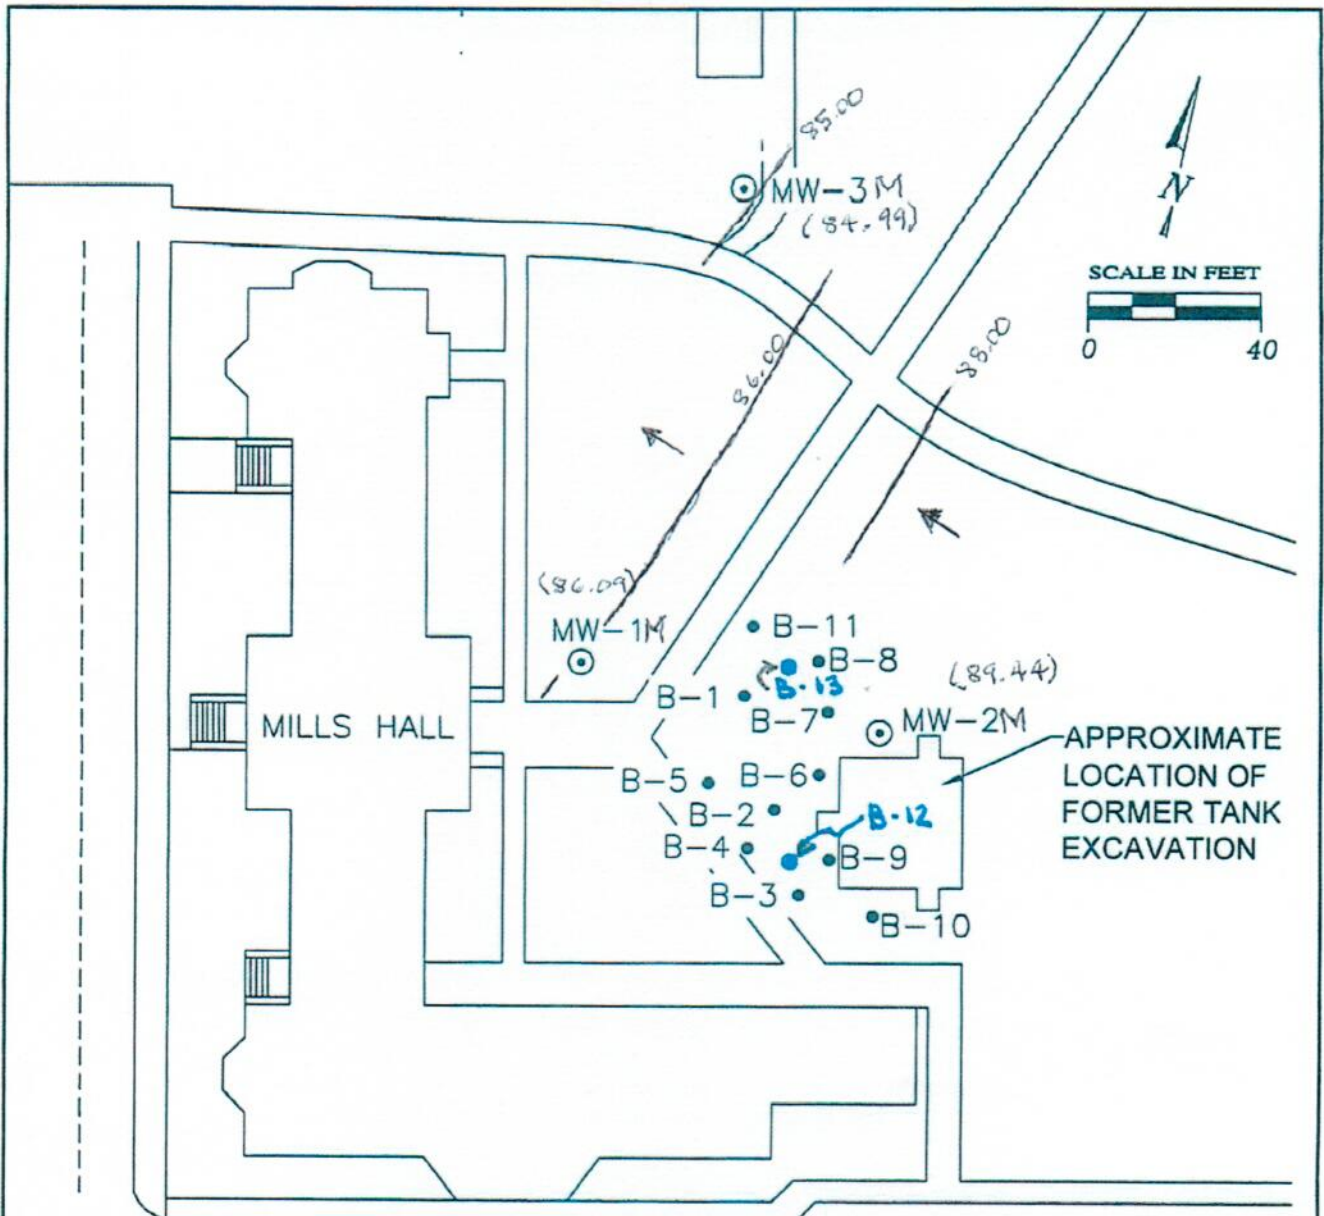 85.00
MW-3M
(84.99)
N
SCALE IN FEET
0 40
86.00
88.00
(86.09)
MW-1M
B-11
B-8
B-13
B-1
B-7
(89.44)
MW-2M
MILLS HALL
APPROXIMATE
LOCATION OF
FORMER TANK
EXCAVATION
B-5
B-6
B-2
B-12
B-4
B-9
B-3
B-10